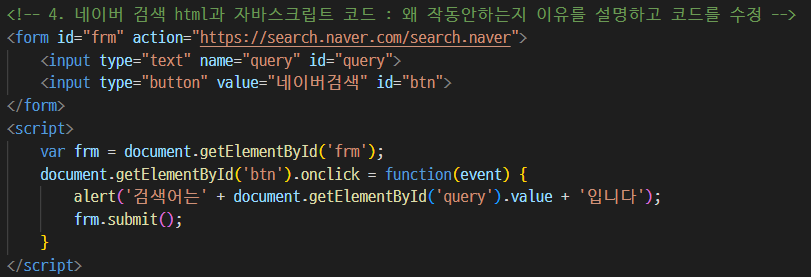 <!-- 4. 네이버 검색 html과 자바스크립트 코드 : 왜 작동안하는지 이유를 설명하고 코드를 수정 -->
<form id="frm" action="https://search.naver.com/search.naver">
    <input type="text" name="query" id="query">
    <input type="button" value="네이버검색" id="btn">
</form>
<script>
    var frm = document.getElementById('frm');
    document.getElementById('btn').onclick = function(event) {
        alert('검색어는' + document.getElementById('query').value + '입니다');
        frm.submit();
    }
</script>